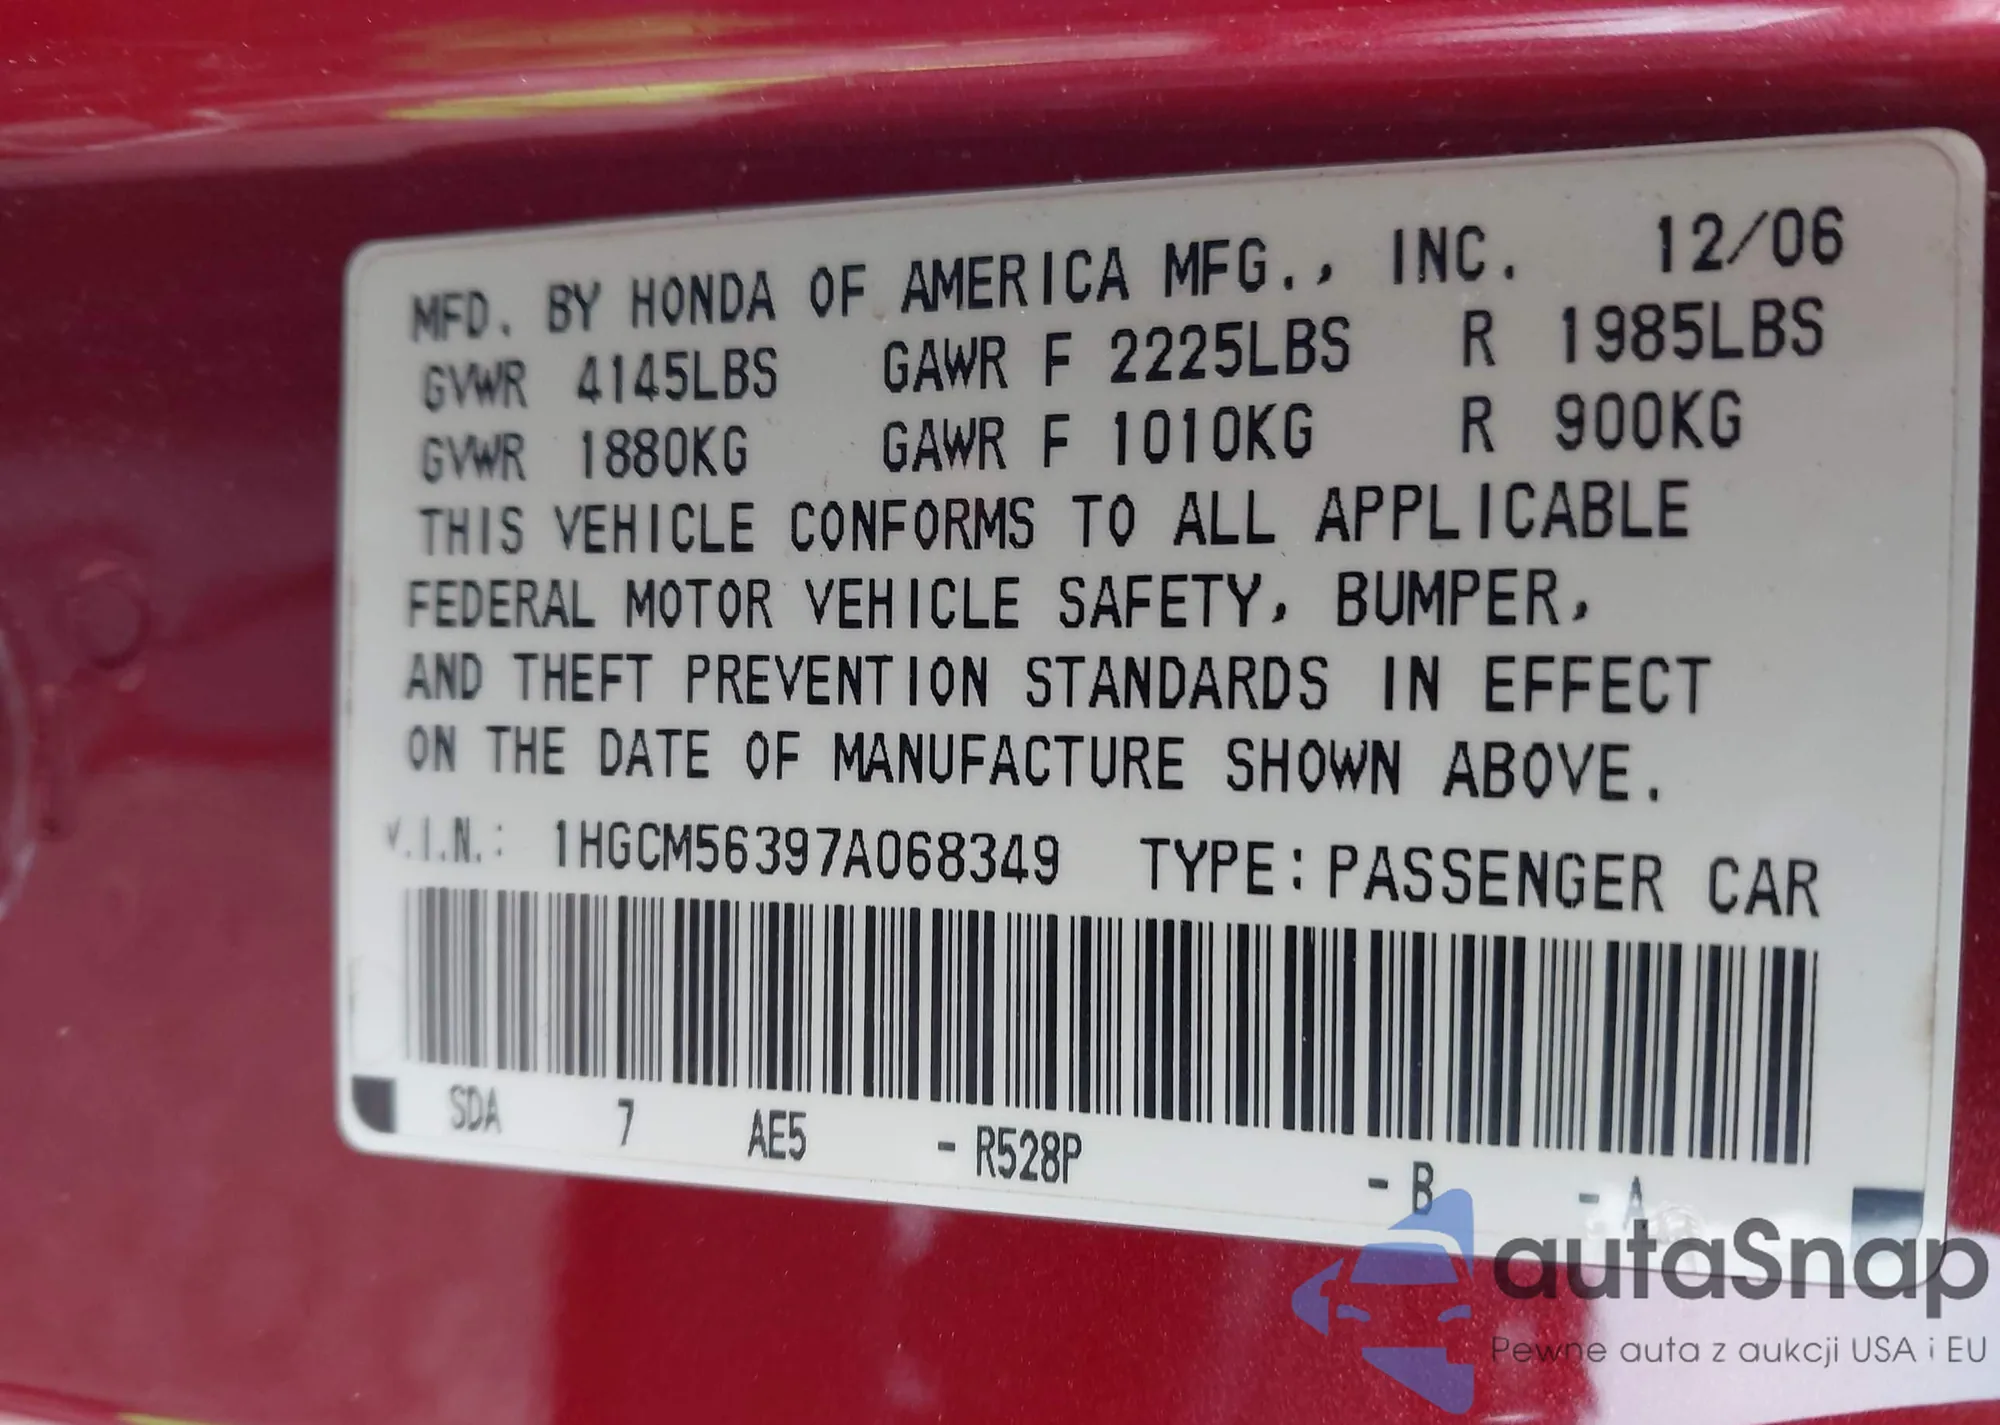 MFD. BY HONDA OF AMERICA MFG., INC. 12/06
GVWR 4145LBS GAWR F 2225LBS R 1985LBS
GVWR 1880KG GAWR F 1010KG R 900KG
THIS VEHICLE CONFORMS TO ALL APPLICABLE
FEDERAL MOTOR VEHICLE SAFETY, BUMPER,
AND THEFT PREVENTION STANDARDS IN EFFECT
ON THE DATE OF MANUFACTURE SHOWN ABOVE.
V.I.N.: 1HGCM56397A068349 TYPE: PASSENGER CAR
SDA 7 AE5 - R528P - B - A
autaSnap
Pewne auta z aukcji USA i EU